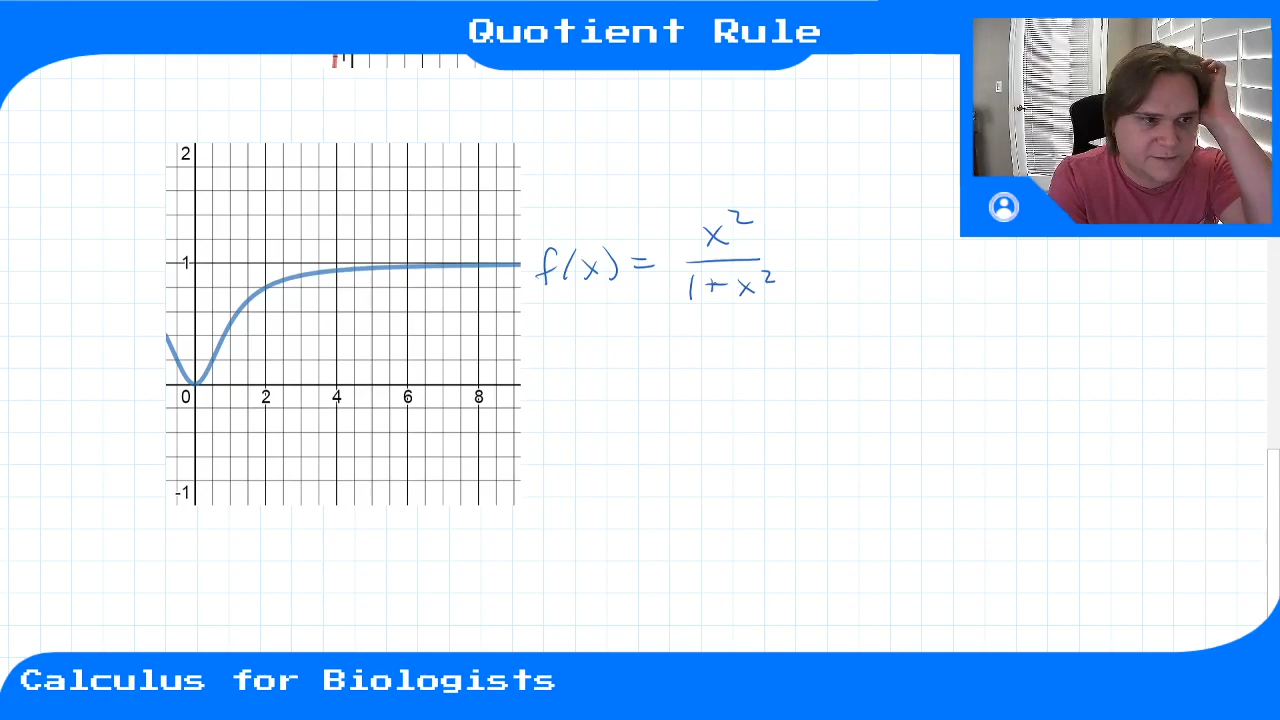 Quotient Rule
2
1
0 2 4 6 8
-1
f(x) = x² / 1 + x²
Calculus for Biologists